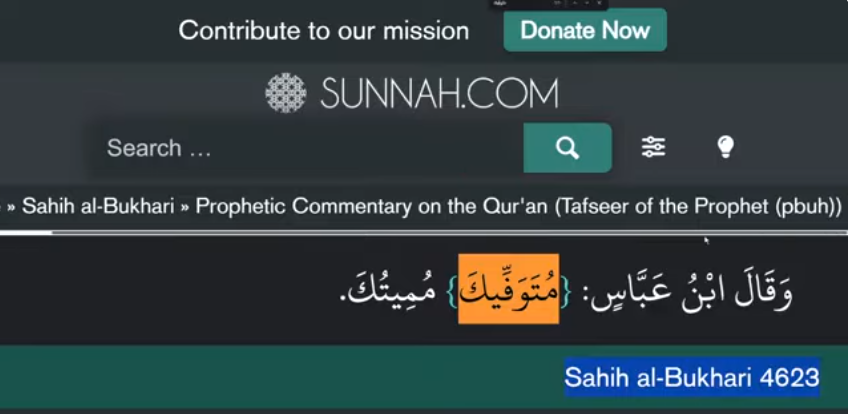 Contribute to our mission Donate Now
SUNNAH.COM
Search ...
» Sahih al-Bukhari » Prophetic Commentary on the Qur'an (Tafseer of the Prophet (pbuh))
وَقَالَ ابْنُ عَبَّاسٍ: {مُتَوَفِّيكَ} مُمِيتُكَ.
Sahih al-Bukhari 4623